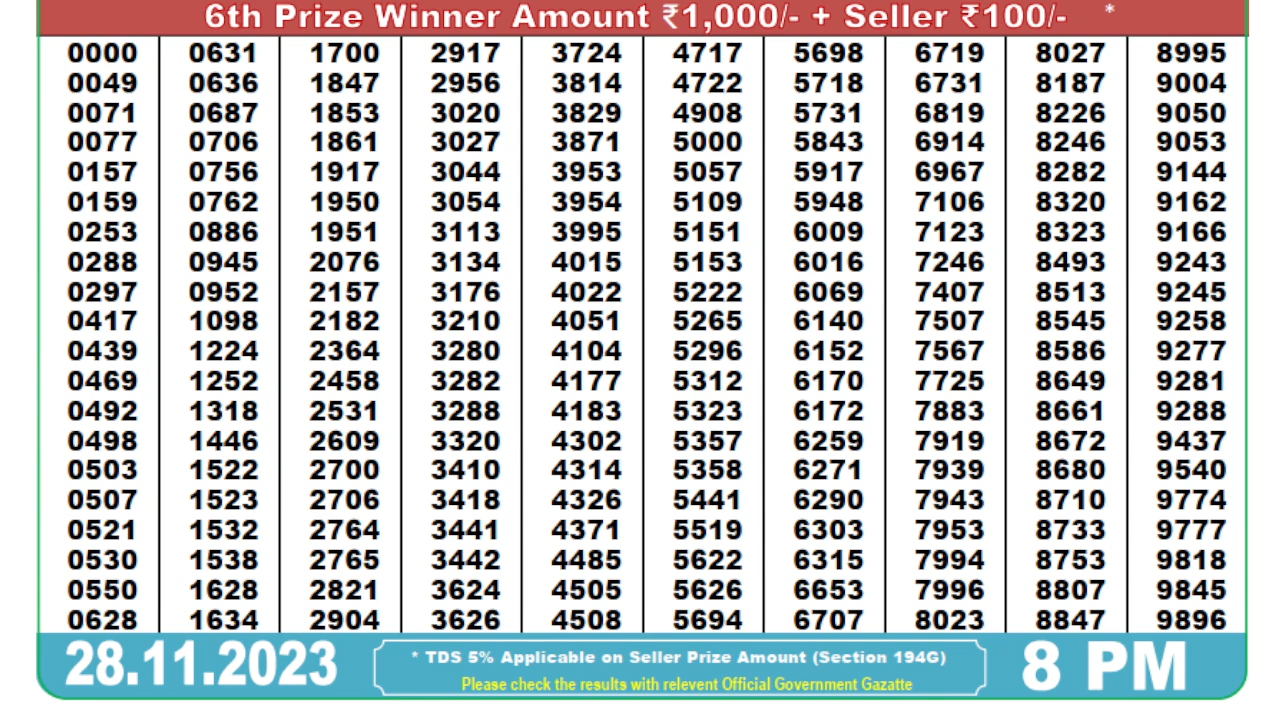 6th Prize Winner Amount ₹1,000/- + Seller ₹100/- *
0000 0631 1700 2917 3724 4717 5698 6719 8027 8995
0049 0636 1847 2956 3814 4722 5718 6731 8187 9004
0071 0687 1853 3020 3829 4908 5731 6819 8226 9050
0077 0706 1861 3027 3871 5000 5843 6914 8246 9053
0157 0756 1917 3044 3953 5057 5917 6967 8282 9144
0159 0762 1950 3054 3954 5109 5948 7106 8320 9162
0253 0886 1951 3113 3995 5151 6009 7123 8323 9166
0288 0945 2076 3134 4015 5153 6016 7246 8493 9243
0297 0952 2157 3176 4022 5222 6069 7407 8513 9245
0417 1098 2182 3210 4051 5265 6140 7507 8545 9258
0439 1224 2364 3280 4104 5296 6152 7567 8586 9277
0469 1252 2458 3282 4177 5312 6170 7725 8649 9281
0492 1318 2531 3288 4183 5323 6172 7883 8661 9288
0498 1446 2609 3320 4302 5357 6259 7919 8672 9437
0503 1522 2700 3410 4314 5358 6271 7939 8680 9540
0507 1523 2706 3418 4326 5441 6290 7943 8710 9774
0521 1532 2764 3441 4371 5519 6303 7953 8733 9777
0530 1538 2765 3442 4485 5622 6315 7994 8753 9818
0550 1628 2821 3624 4505 5626 6653 7996 8807 9845
0628 1634 2904 3626 4508 5694 6707 8023 8847 9896
28.11.2023
* TDS 5% Applicable on Seller Prize Amount (Section 194G)
Please check the results with relevent Official Government Gazatte
8 PM